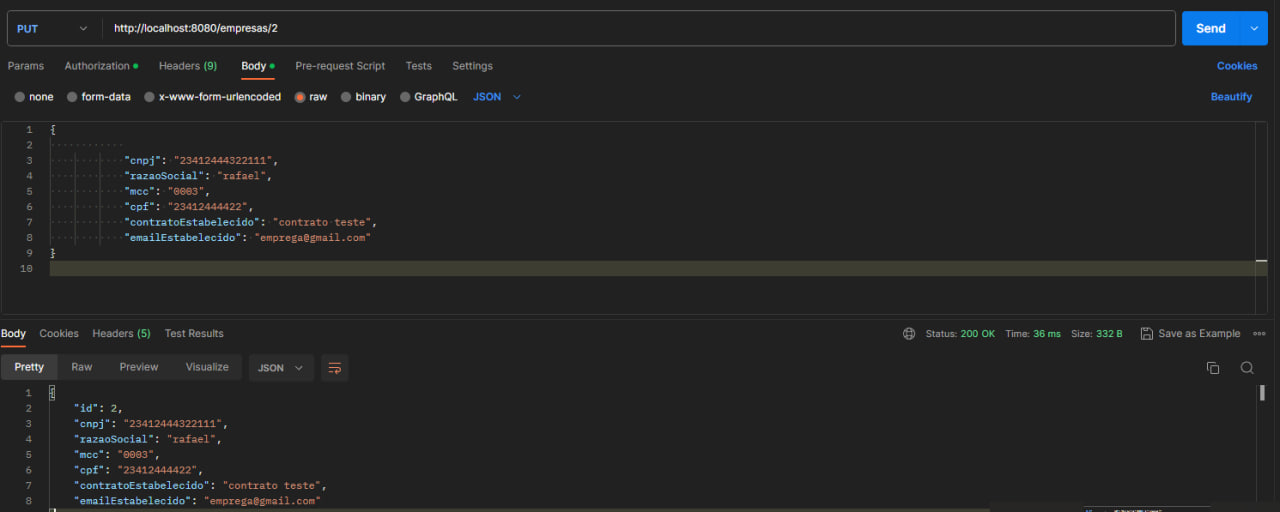 PUT http://localhost:8080/empresas/2 Send
Params Authorization Headers (9) Body Pre-request Script Tests Settings Cookies
none form-data x-www-form-urlencoded raw binary GraphQL JSON Beautify
1 {
2
3 "cnpj": "23412444322111",
4 "razaoSocial": "rafael",
5 "mcc": "0003",
6 "cpf": "23412444422",
7 "contratoEstabelecido": "contrato teste",
8 "emailEstabelecido": "emprega@gmail.com"
9 }
10
Body Cookies Headers (5) Test Results Status: 200 OK Time: 36 ms Size: 332 B Save as Example
Pretty Raw Preview Visualize JSON
1 {
2 "id": 2,
3 "cnpj": "23412444322111",
4 "razaoSocial": "rafael",
5 "mcc": "0003",
6 "cpf": "23412444422",
7 "contratoEstabelecido": "contrato teste",
8 "emailEstabelecido": "emprega@gmail.com"